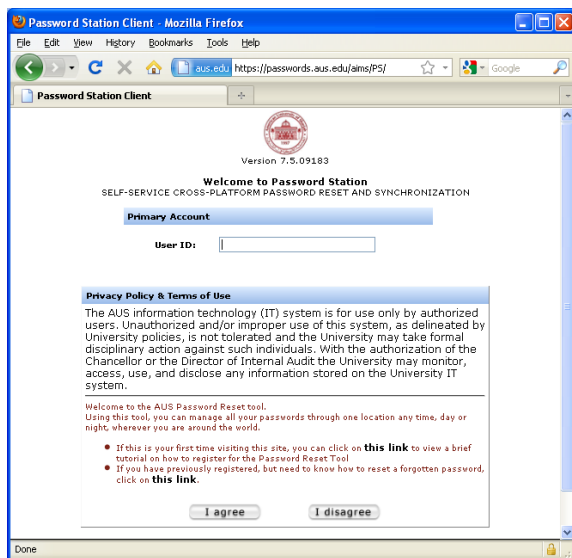 Password Station Client - Mozilla Firefox
File Edit View History Bookmarks Tools Help
aus.edu https://passwords.aus.edu/aims/PS/
Google
Password Station Client
Version 7.5.09183
Welcome to Password Station
SELF-SERVICE CROSS-PLATFORM PASSWORD RESET AND SYNCHRONIZATION
Primary Account
User ID:
Privacy Policy & Terms of Use
The AUS information technology (IT) system is for use only by authorized
users. Unauthorized and/or improper use of this system, as delineated by
University policies, is not tolerated and the University may take formal
disciplinary action against such individuals. With the authorization of the
Chancellor or the Director of Internal Audit the University may monitor,
access, use, and disclose any information stored on the University IT
system.
Welcome to the AUS Password Reset tool.
Using this tool, you can manage all your passwords through one location any time, day or
night, wherever you are around the world.
If this is your first time visiting this site, you can click on this link to view a brief
tutorial on how to register for the Password Reset Tool
If you have previously registered, but need to know how to reset a forgotten password,
click on this link.
I agree I disagree
Done